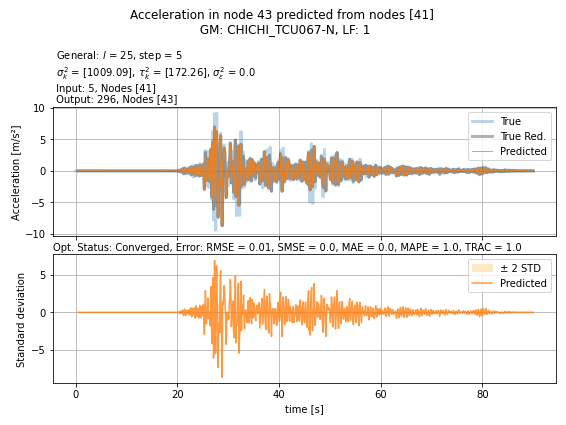 Acceleration in node 43 predicted from nodes [41]
GM: CHICHI_TCU067-N, LF: 1
General: l = 25, step = 5
σ²ₖ = [1009.09], τ²ₖ = [172.26], σ²ₑ = 0.0
Input: 5, Nodes [41]
Output: 296, Nodes [43]
Acceleration [m/s²]
10
5
0
−5
−10
True
True Red.
Predicted
Opt. Status: Converged, Error: RMSE = 0.01, SMSE = 0.0, MAE = 0.0, MAPE = 1.0, TRAC = 1.0
Standard deviation
5
0
−5
± 2 STD
Predicted
0 20 40 60 80
time [s]